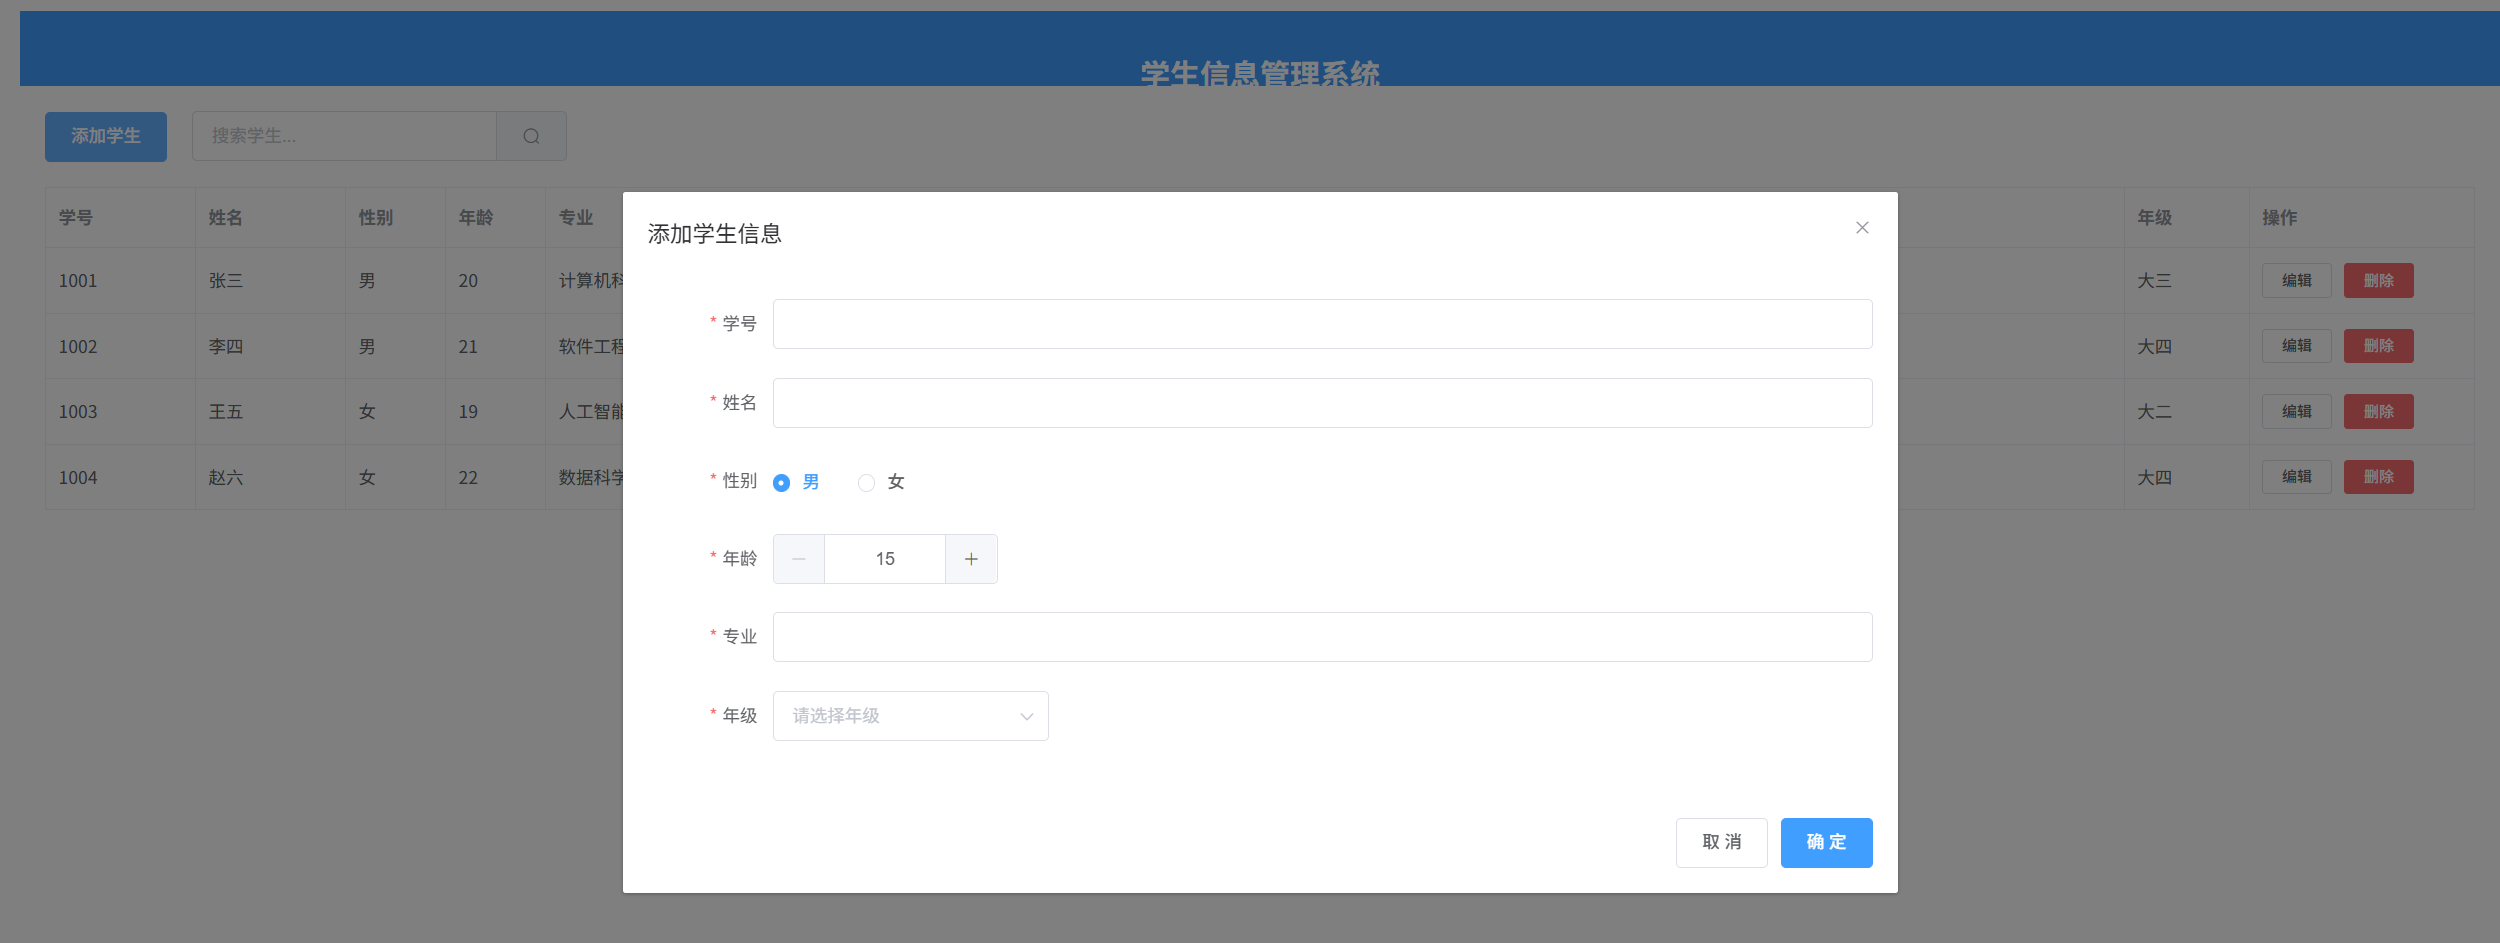 学生信息管理系统
添加学生 搜索学生...
学号 姓名 性别 年龄 专业 年级 操作
1001 张三 男 20 计算机科 大三 编辑 删除
1002 李四 男 21 软件工程 大四 编辑 删除
1003 王五 女 19 人工智能 大二 编辑 删除
1004 赵六 女 22 数据科学 大四 编辑 删除
添加学生信息
* 学号
* 姓名
* 性别 男 女
* 年龄 15
* 专业
* 年级 请选择年级
取 消 确 定